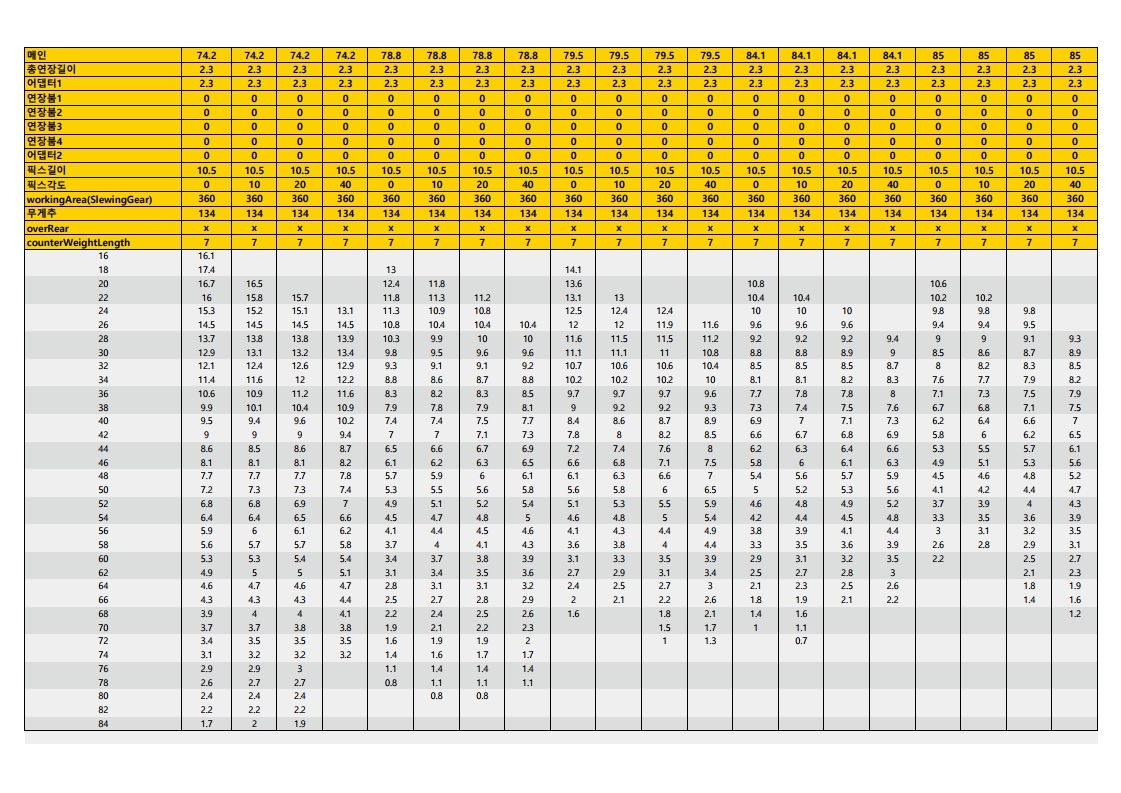 메인 74.2 74.2 74.2 74.2 78.8 78.8 78.8 78.8 79.5 79.5 79.5 79.5 84.1 84.1 84.1 84.1 85 85 85 85
총연장길이 2.3 2.3 2.3 2.3 2.3 2.3 2.3 2.3 2.3 2.3 2.3 2.3 2.3 2.3 2.3 2.3 2.3 2.3 2.3 2.3
어댑터1 2.3 2.3 2.3 2.3 2.3 2.3 2.3 2.3 2.3 2.3 2.3 2.3 2.3 2.3 2.3 2.3 2.3 2.3 2.3 2.3
연장붐1 0 0 0 0 0 0 0 0 0 0 0 0 0 0 0 0 0 0 0 0
연장붐2 0 0 0 0 0 0 0 0 0 0 0 0 0 0 0 0 0 0 0 0
연장붐3 0 0 0 0 0 0 0 0 0 0 0 0 0 0 0 0 0 0 0 0
연장붐4 0 0 0 0 0 0 0 0 0 0 0 0 0 0 0 0 0 0 0 0
어댑터2 0 0 0 0 0 0 0 0 0 0 0 0 0 0 0 0 0 0 0 0
픽스길이 10.5 10.5 10.5 10.5 10.5 10.5 10.5 10.5 10.5 10.5 10.5 10.5 10.5 10.5 10.5 10.5 10.5 10.5 10.5 10.5
픽스각도 0 10 20 40 0 10 20 40 0 10 20 40 0 10 20 40 0 10 20 40
workingArea(SlewingGear) 360 360 360 360 360 360 360 360 360 360 360 360 360 360 360 360 360 360 360 360
무게추 134 134 134 134 134 134 134 134 134 134 134 134 134 134 134 134 134 134 134 134
overRear x x x x x x x x x x x x x x x x x x x x
counterWeightLength 7 7 7 7 7 7 7 7 7 7 7 7 7 7 7 7 7 7 7 7
16 16.1
18 17.4 13 14.1
20 16.7 16.5 12.4 11.8 13.6 10.8 10.6
22 16 15.8 15.7 11.8 11.3 11.2 13.1 13 10.4 10.4 10.2 10.2
24 15.3 15.2 15.1 13.1 11.3 10.9 10.8 12.5 12.4 12.4 10 10 10 9.8 9.8 9.8
26 14.5 14.5 14.5 14.5 10.8 10.4 10.4 10.4 12 12 11.9 11.6 9.6 9.6 9.6 9.4 9.4 9.5
28 13.7 13.8 13.8 13.9 10.3 9.9 10 10 11.6 11.5 11.5 11.2 9.2 9.2 9.2 9.4 9 9 9.1 9.3
30 12.9 13.1 13.2 13.4 9.8 9.5 9.6 9.6 11.1 11.1 11 10.8 8.8 8.8 8.9 9 8.5 8.6 8.7 8.9
32 12.1 12.4 12.6 12.9 9.3 9.1 9.1 9.2 10.7 10.6 10.6 10.4 8.5 8.5 8.5 8.7 8 8.2 8.3 8.5
34 11.4 11.6 12 12.2 8.8 8.6 8.7 8.8 10.2 10.2 10.2 10 8.1 8.1 8.2 8.3 7.6 7.7 7.9 8.2
36 10.6 10.9 11.2 11.6 8.3 8.2 8.3 8.5 9.7 9.7 9.7 9.6 7.7 7.8 7.8 8 7.1 7.3 7.5 7.9
38 9.9 10.1 10.4 10.9 7.9 7.8 7.9 8.1 9 9.2 9.2 9.3 7.3 7.4 7.5 7.6 6.7 6.8 7.1 7.5
40 9.5 9.4 9.6 10.2 7.4 7.4 7.5 7.7 8.4 8.6 8.7 8.9 6.9 7 7.1 7.3 6.2 6.4 6.6 7
42 9 9 9 9.4 7 7 7.1 7.3 7.8 8 8.2 8.5 6.6 6.7 6.8 6.9 5.8 6 6.2 6.5
44 8.6 8.5 8.6 8.7 6.5 6.6 6.7 6.9 7.2 7.4 7.6 8 6.2 6.3 6.4 6.6 5.3 5.5 5.7 6.1
46 8.1 8.1 8.1 8.2 6.1 6.2 6.3 6.5 6.6 6.8 7.1 7.5 5.8 6 6.1 6.3 4.9 5.1 5.3 5.6
48 7.7 7.7 7.7 7.8 5.7 5.9 6 6.1 6.1 6.3 6.6 7 5.4 5.6 5.7 5.9 4.5 4.6 4.8 5.2
50 7.2 7.3 7.3 7.4 5.3 5.5 5.6 5.8 5.6 5.8 6 6.5 5 5.2 5.3 5.6 4.1 4.2 4.4 4.7
52 6.8 6.8 6.9 7 4.9 5.1 5.2 5.4 5.1 5.3 5.5 5.9 4.6 4.8 4.9 5.2 3.7 3.9 4 4.3
54 6.4 6.4 6.5 6.6 4.5 4.7 4.8 5 4.6 4.8 5 5.4 4.2 4.4 4.5 4.8 3.3 3.5 3.6 3.9
56 5.9 6 6.1 6.2 4.1 4.4 4.5 4.6 4.1 4.3 4.4 4.9 3.8 3.9 4.1 4.4 3 3.1 3.2 3.5
58 5.6 5.7 5.7 5.8 3.7 4 4.1 4.3 3.6 3.8 4 4.4 3.3 3.5 3.6 3.9 2.6 2.8 2.9 3.1
60 5.3 5.3 5.4 5.4 3.4 3.7 3.8 3.9 3.1 3.3 3.5 3.9 2.9 3.1 3.2 3.5 2.2 2.5 2.7
62 4.9 5 5 5.1 3.1 3.4 3.5 3.6 2.7 2.9 3.1 3.4 2.5 2.7 2.8 3 2.1 2.3
64 4.6 4.7 4.6 4.7 2.8 3.1 3.1 3.2 2.4 2.5 2.7 3 2.1 2.3 2.5 2.6 1.8 1.9
66 4.3 4.3 4.3 4.4 2.5 2.7 2.8 2.9 2 2.1 2.2 2.6 1.8 1.9 2.1 2.2 1.4 1.6
68 3.9 4 4 4.1 2.2 2.4 2.5 2.6 1.6 1.8 2.1 1.4 1.6 1.2
70 3.7 3.7 3.8 3.8 1.9 2.1 2.2 2.3 1.5 1.7 1 1.1
72 3.4 3.5 3.5 3.5 1.6 1.9 1.9 2 1 1.3 0.7
74 3.1 3.2 3.2 3.2 1.4 1.6 1.7 1.7
76 2.9 2.9 3 1.1 1.4 1.4 1.4
78 2.6 2.7 2.7 0.8 1.1 1.1 1.1
80 2.4 2.4 2.4 0.8 0.8
82 2.2 2.2 2.2
84 1.7 2 1.9